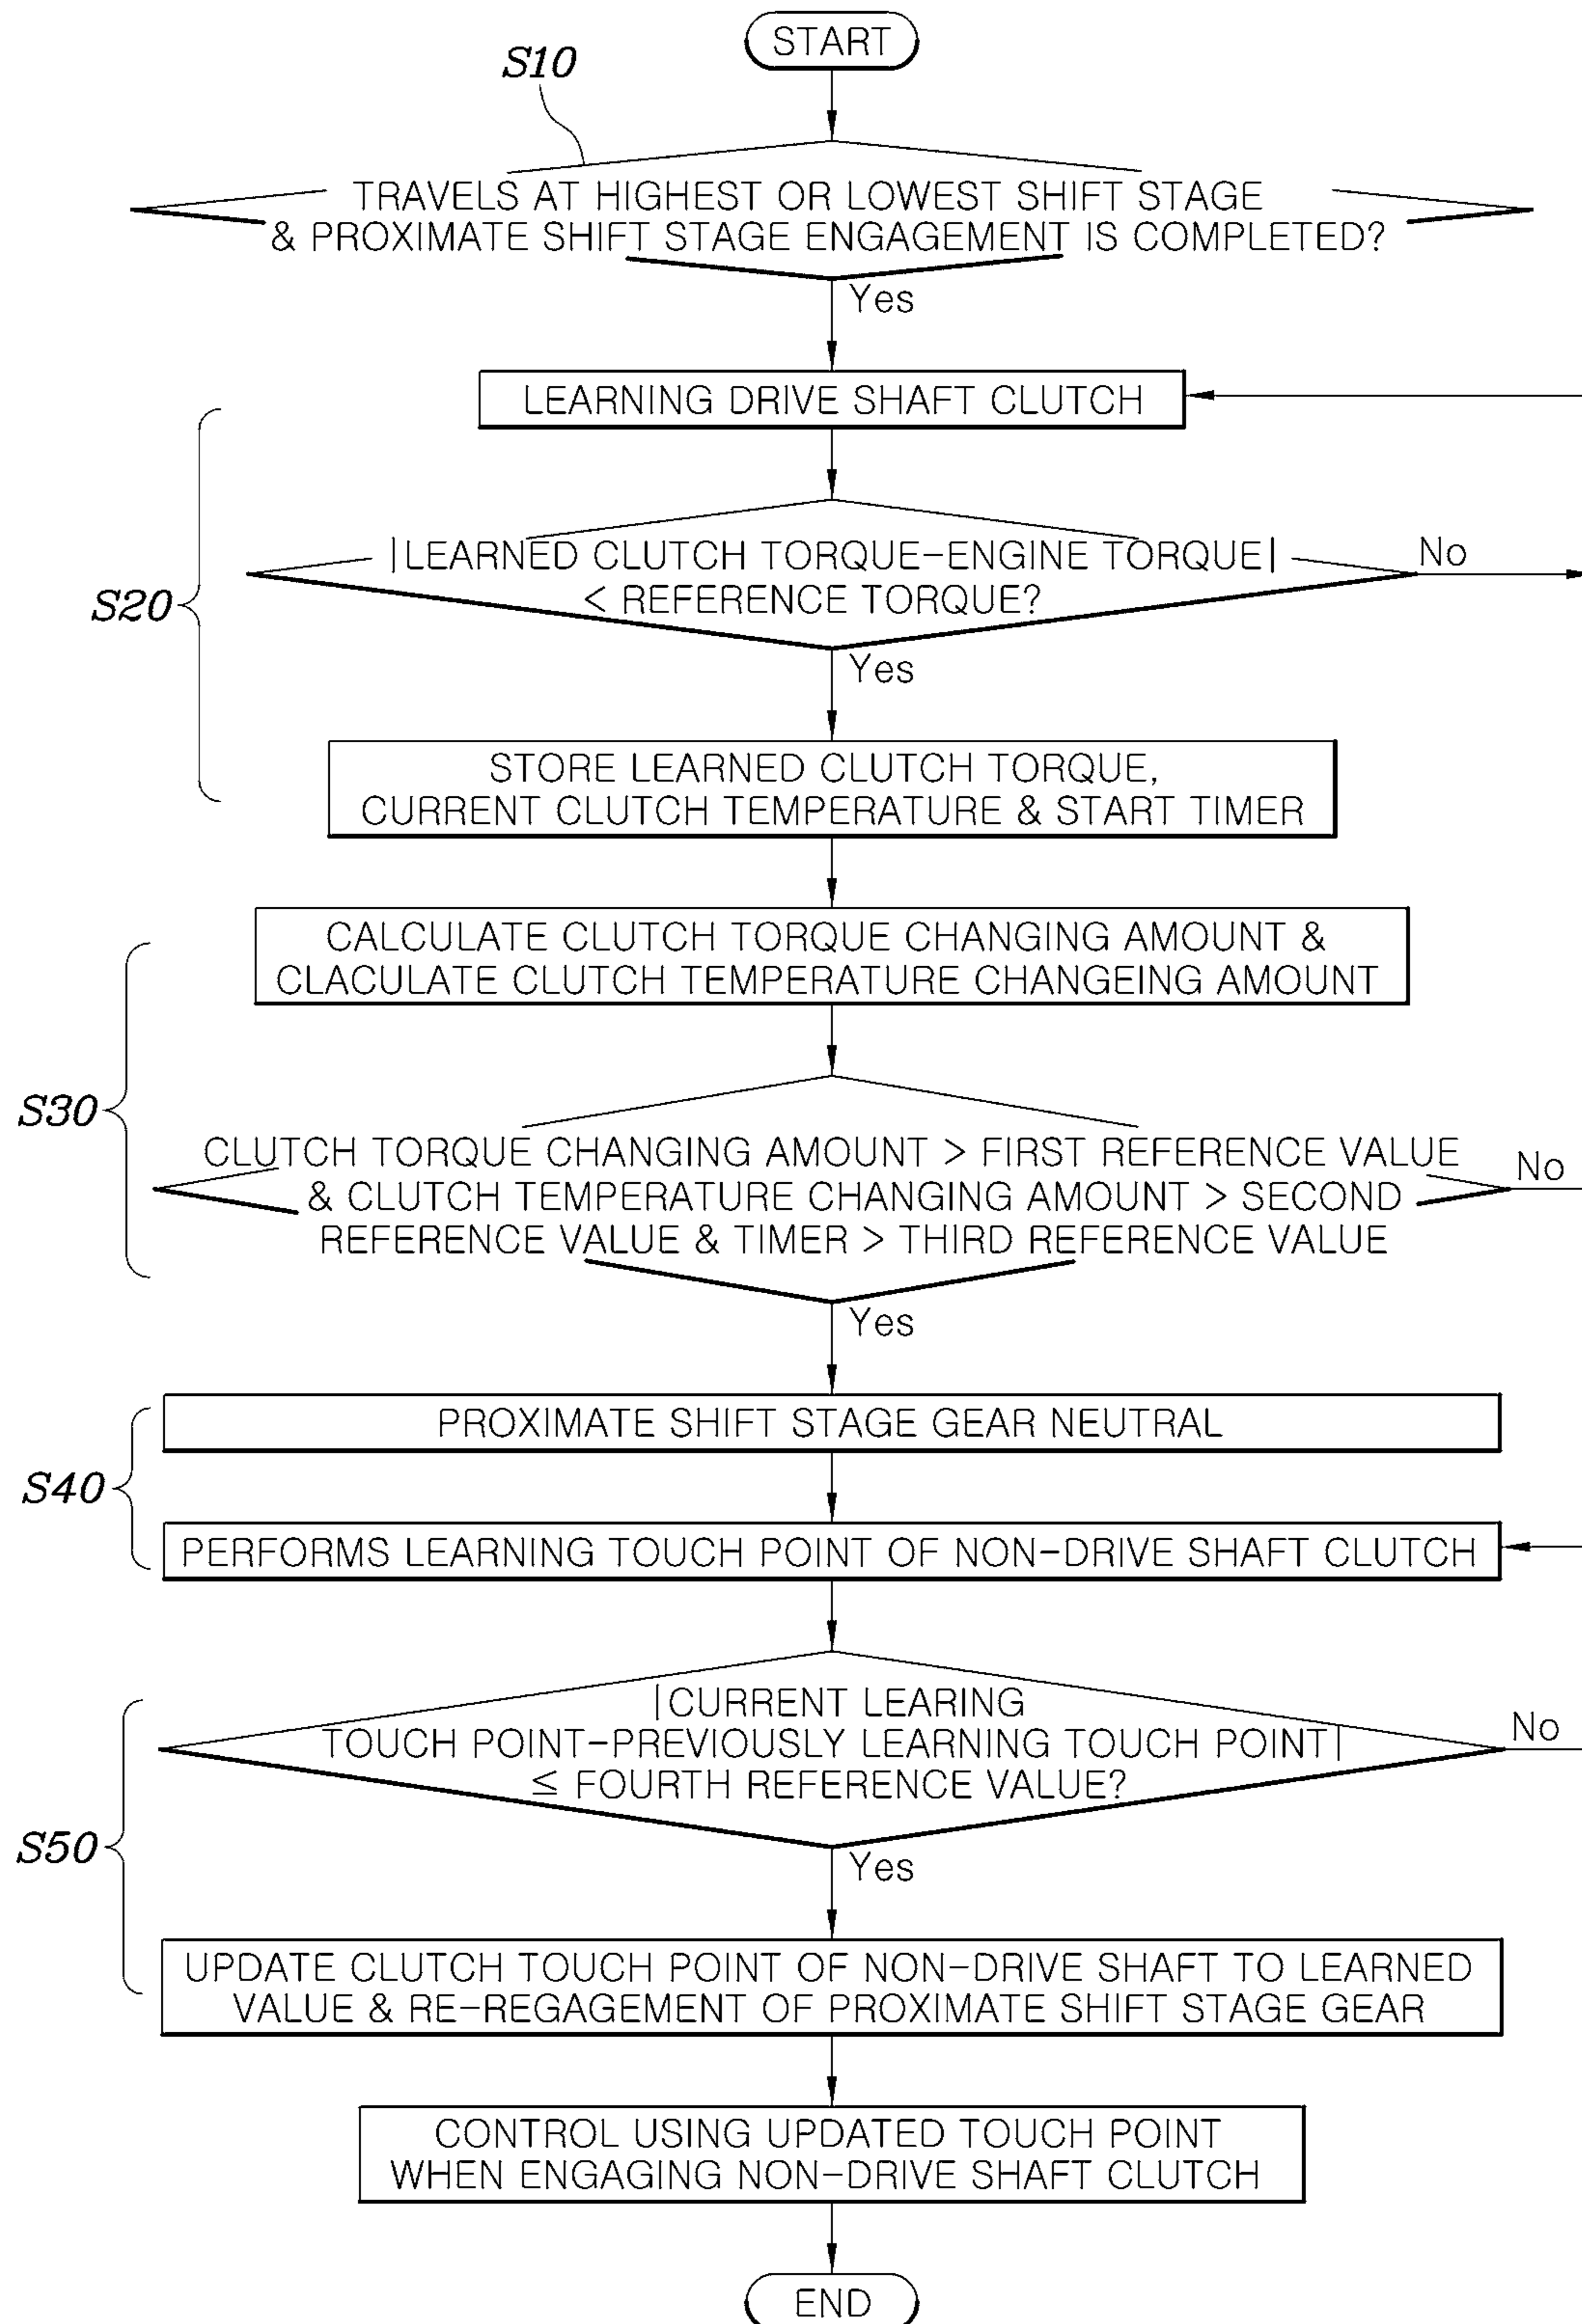 START
S10
TRAVELS AT HIGHEST OR LOWEST SHIFT STAGE
& PROXIMATE SHIFT STAGE ENGAGEMENT IS COMPLETED?
Yes
LEARNING DRIVE SHAFT CLUTCH
S20
|LEARNED CLUTCH TORQUE-ENGINE TORQUE|
< REFERENCE TORQUE?
No
Yes
STORE LEARNED CLUTCH TORQUE,
CURRENT CLUTCH TEMPERATURE & START TIMER
S30
CALCULATE CLUTCH TORQUE CHANGING AMOUNT &
CLACULATE CLUTCH TEMPERATURE CHANGEING AMOUNT
CLUTCH TORQUE CHANGING AMOUNT > FIRST REFERENCE VALUE
& CLUTCH TEMPERATURE CHANGING AMOUNT > SECOND
REFERENCE VALUE & TIMER > THIRD REFERENCE VALUE
No
Yes
S40
PROXIMATE SHIFT STAGE GEAR NEUTRAL
PERFORMS LEARNING TOUCH POINT OF NON-DRIVE SHAFT CLUTCH
S50
|CURRENT LEARING
TOUCH POINT-PREVIOUSLY LEARNING TOUCH POINT|
≤ FOURTH REFERENCE VALUE?
No
Yes
UPDATE CLUTCH TOUCH POINT OF NON-DRIVE SHAFT TO LEARNED
VALUE & RE-REGAGEMENT OF PROXIMATE SHIFT STAGE GEAR
CONTROL USING UPDATED TOUCH POINT
WHEN ENGAGING NON-DRIVE SHAFT CLUTCH
END